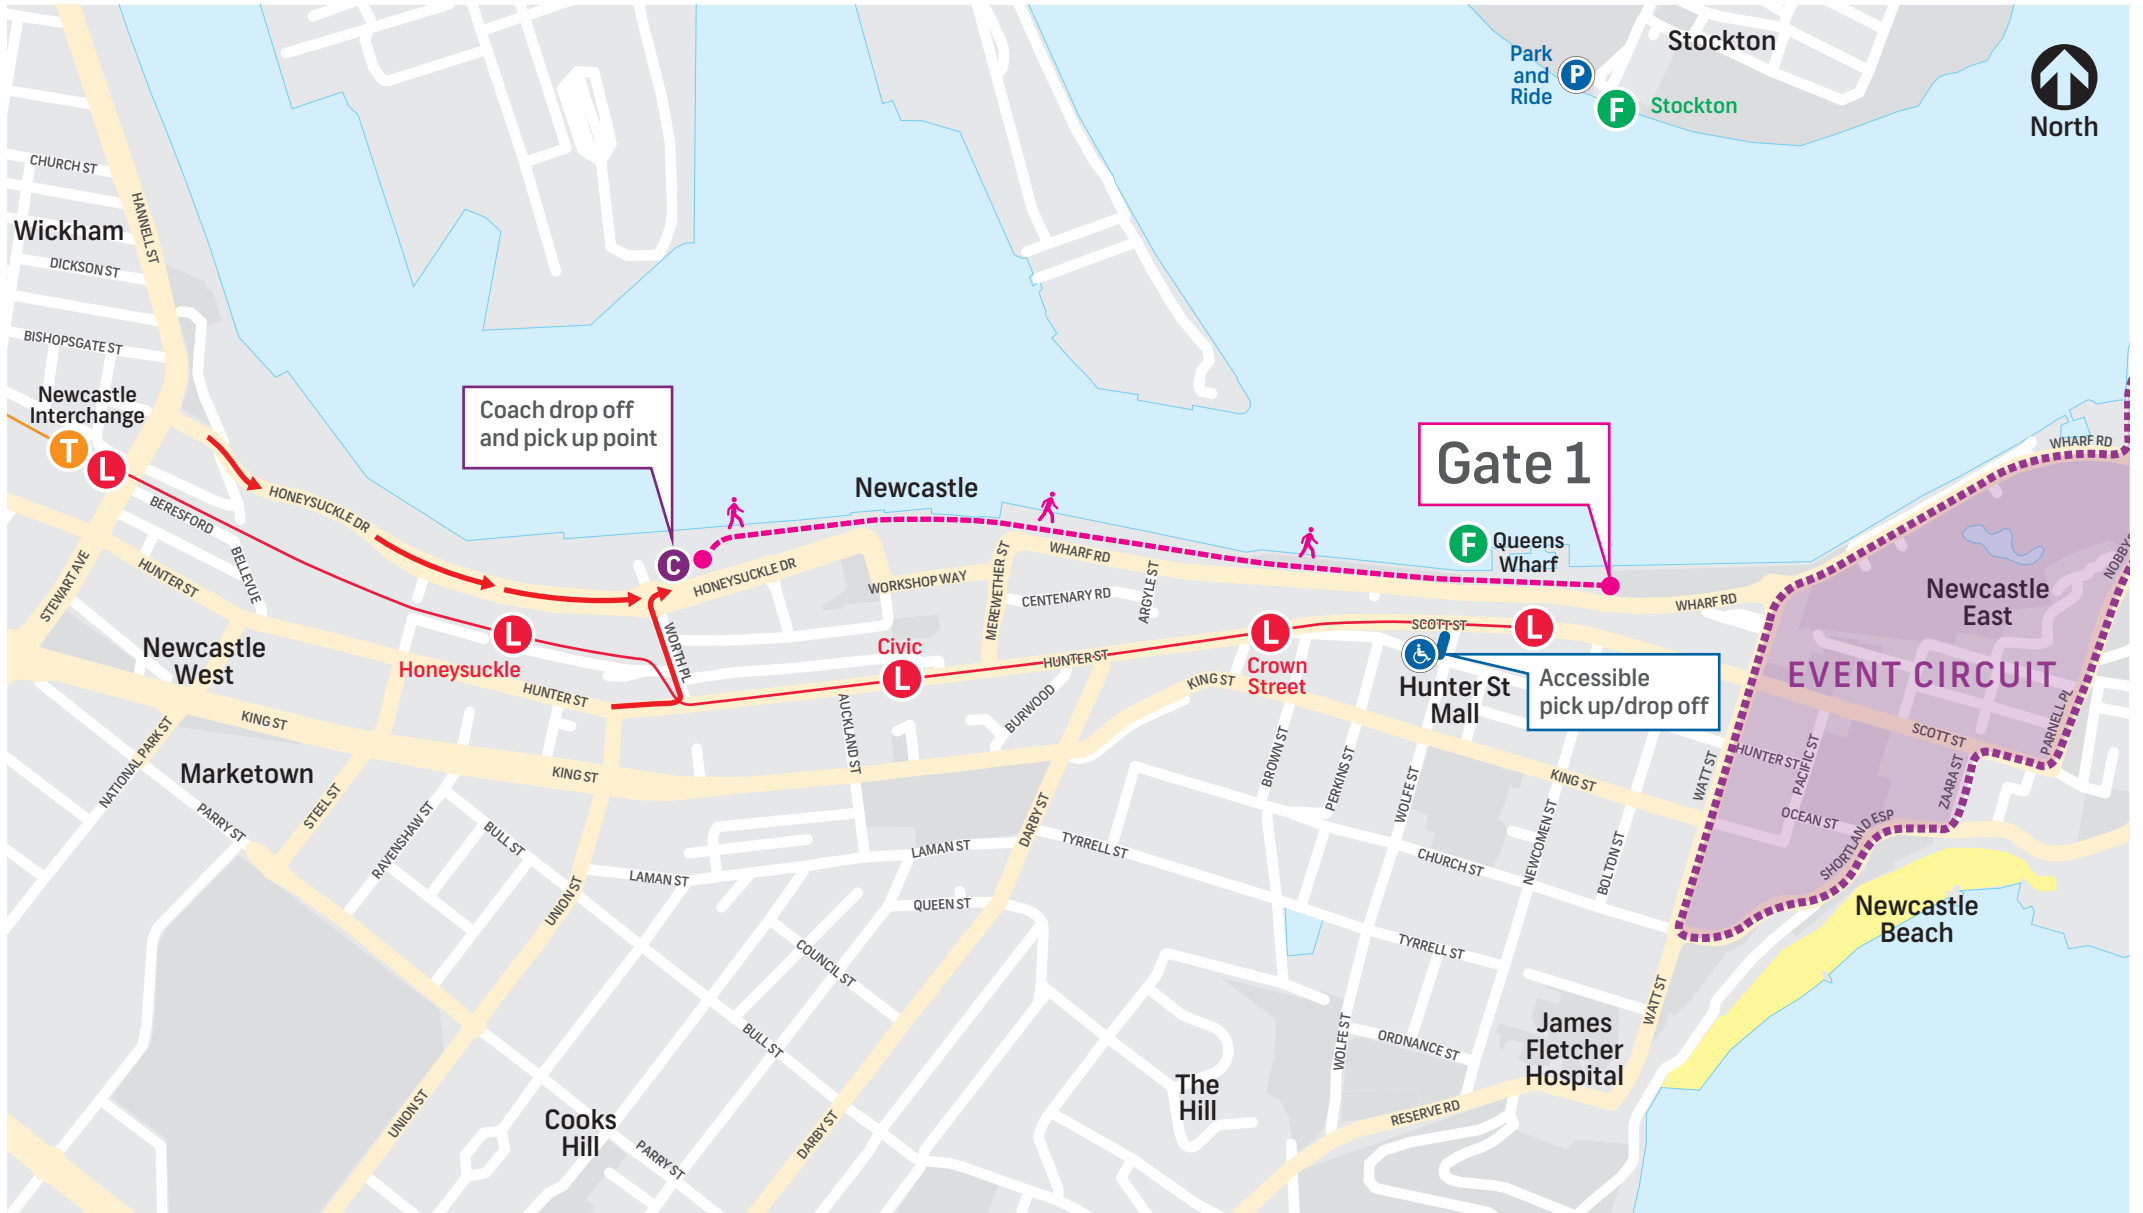 Stockton
Park
and
Ride
P
F
Stockton
North
CHURCH ST
HANNELL ST
Wickham
DICKSON ST
BISHOPSGATE ST
Newcastle
Interchange
T
L
Coach drop off
and pick up point
Gate 1
WHARF RD
HONEYSUCKLE DR
BERESFORD
BELLEVUE
STEWART AVE
HUNTER ST
Newcastle
C
HONEYSUCKLE DR
WORKSHOP WAY
MEREWETHER ST
WHARF RD
CENTENARY RD
ARGYLE ST
F
Queens
Wharf
WHARF RD
Newcastle
East
EVENT CIRCUIT
Newcastle
West
L
Honeysuckle
WORTH PL
HUNTER ST
Civic
L
HUNTER ST
L
Crown
Street
SCOTT ST
L
Hunter St
Mall
Accessible
pick up/drop off
KING ST
BURWOOD
AUCKLAND ST
KING ST
KING ST
NATIONAL PARK ST
Marketown
STEEL ST
PARRY ST
RAVENSHAW ST
BULL ST
UNION ST
LAMAN ST
LAMAN ST
QUEEN ST
DARBY ST
TYRRELL ST
BROWN ST
PERKINS ST
WOLFE ST
KING ST
NEWCOMEN ST
BOLTON ST
CHURCH ST
WATT ST
HUNTER ST
PACIFIC ST
OCEAN ST
SHORTLAND ESP
ZAARA ST
SCOTT ST
PARNELL PL
Newcastle
Beach
COUNCIL ST
TYRRELL ST
WATT ST
BULL ST
WOLFE ST
ORDNANCE ST
James
Fletcher
Hospital
The
Hill
RESERVE RD
UNION ST
Cooks
Hill
PARRY ST
DARBY ST